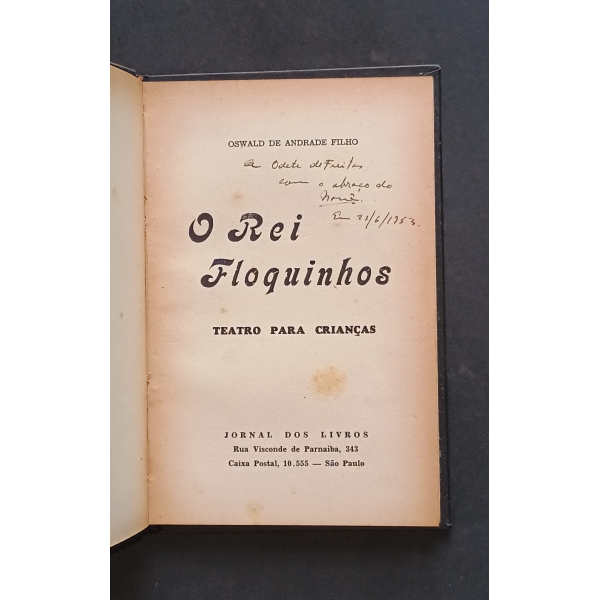 OSWALD DE ANDRADE FILHO
A Odete de Freitas
com o abraço do
Nonê.
Em /6/1953.
O Rei
Floquinhos
TEATRO PARA CRIANÇAS
JORNAL DOS LIVROS
Rua Visconde de Parnaiba, 343
Caixa Postal, 10.555 — São Paulo